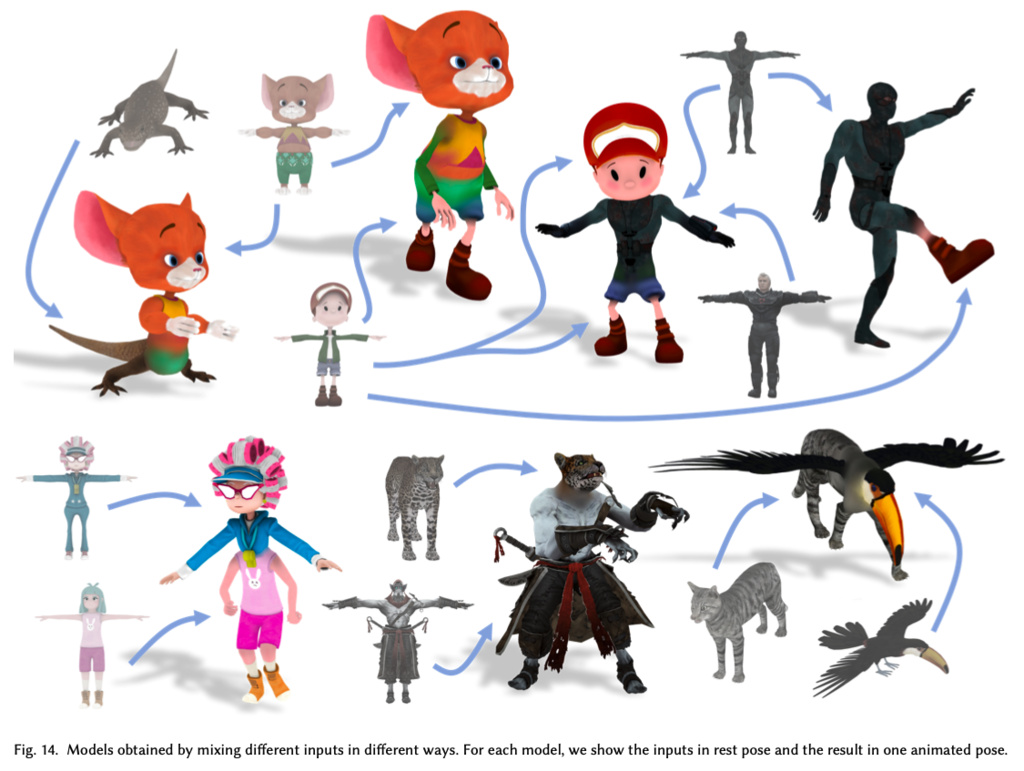 Fig. 14. Models obtained by mixing different inputs in different ways. For each model, we show the inputs in rest pose and the result in one animated pose.